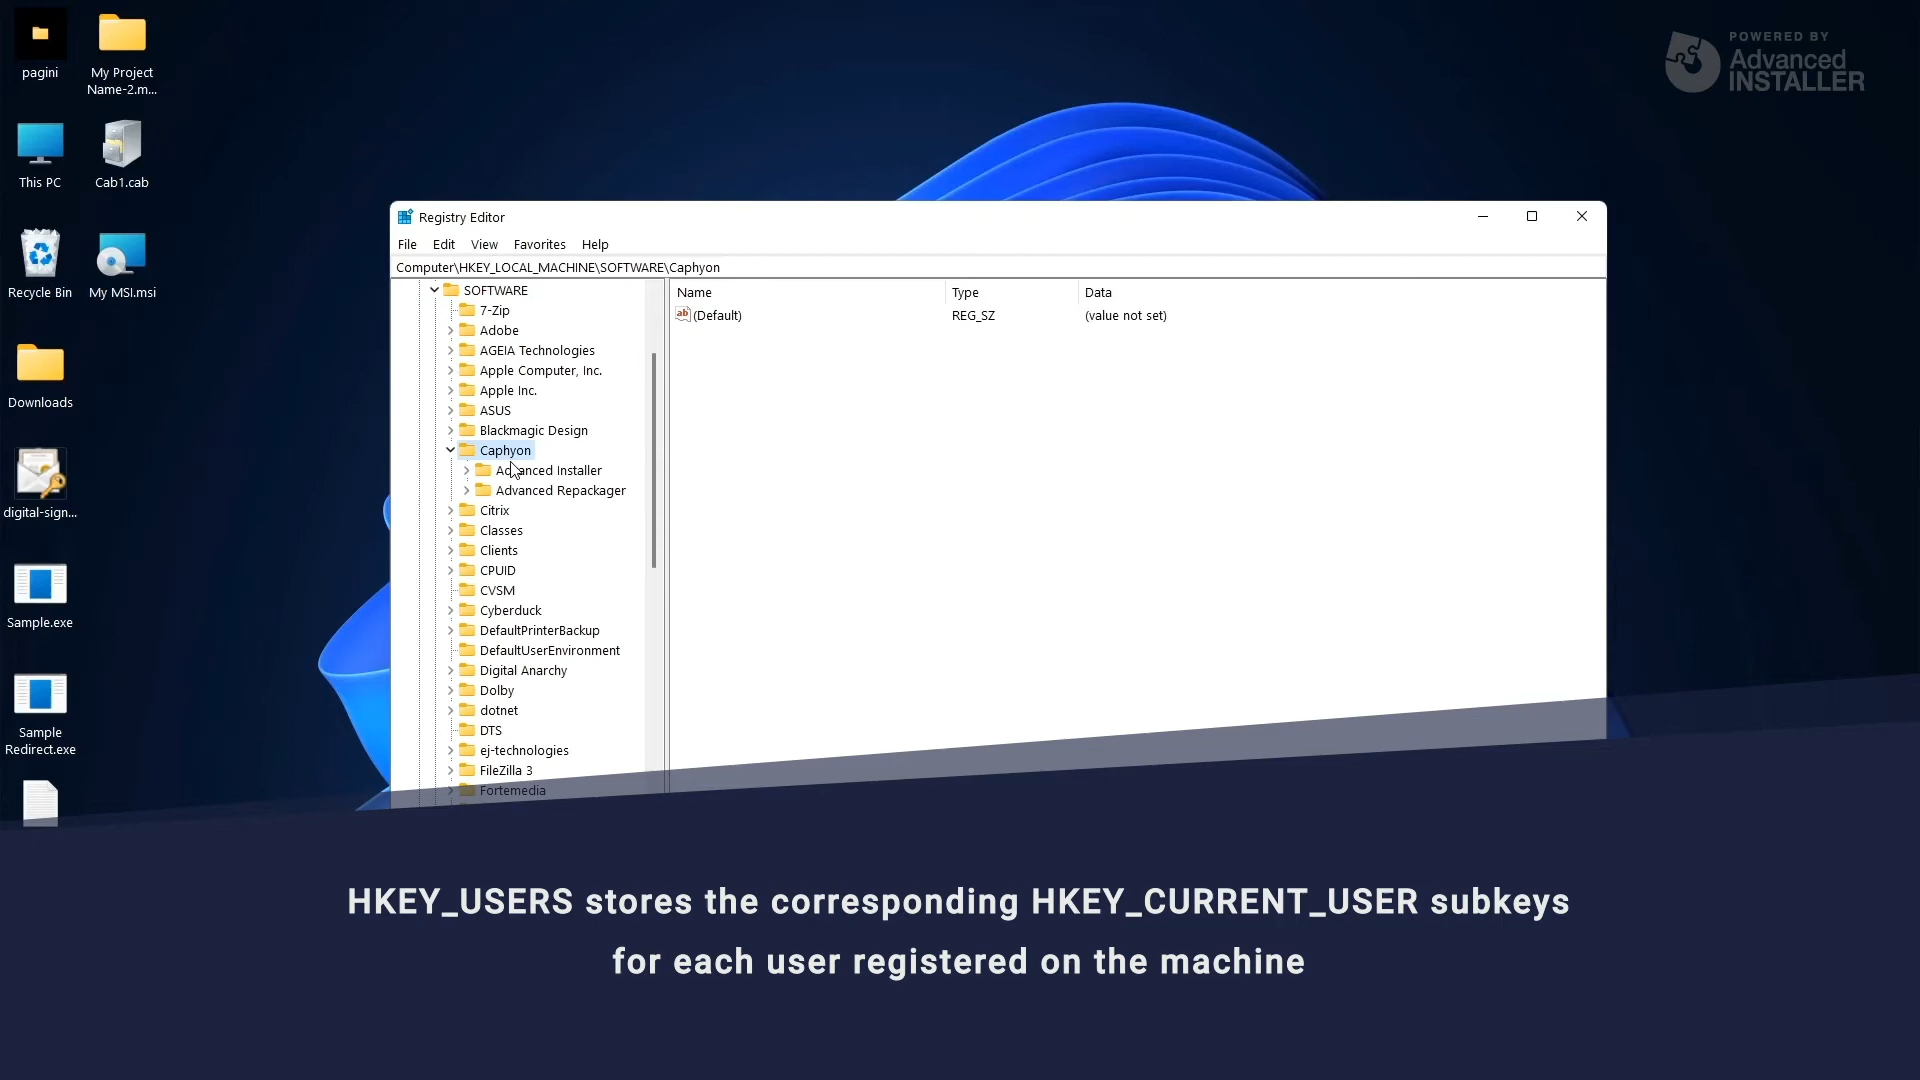 pagini
My Project
Name-2.m...
This PC
Cab1.cab
Recycle Bin
My MSI.msi
Downloads
digital-sign...
Sample.exe
Sample
Redirect.exe
POWERED BY
Advanced
INSTALLER
Registry Editor
File Edit View Favorites Help
Computer\HKEY_LOCAL_MACHINE\SOFTWARE\Caphyon
SOFTWARE
7-Zip
Adobe
AGEIA Technologies
Apple Computer, Inc.
Apple Inc.
ASUS
Blackmagic Design
Caphyon
Advanced Installer
Advanced Repackager
Citrix
Classes
Clients
CPUID
CVSM
Cyberduck
DefaultPrinterBackup
DefaultUserEnvironment
Digital Anarchy
Dolby
dotnet
DTS
ej-technologies
FileZilla 3
Fortemedia
Name Type Data
ab (Default) REG_SZ (value not set)
HKEY_USERS stores the corresponding HKEY_CURRENT_USER subkeys
for each user registered on the machine